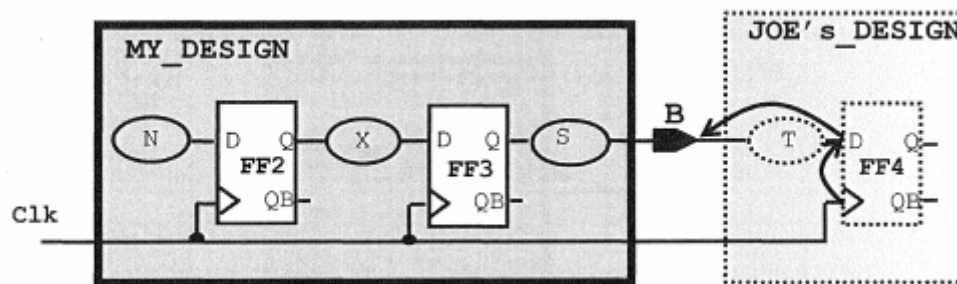 MY_DESIGN
JOE's_DESIGN
B
N
D
Q
X
D
Q
S
T
D
Q
FF2
FF3
FF4
QB
QB
QB
Clk